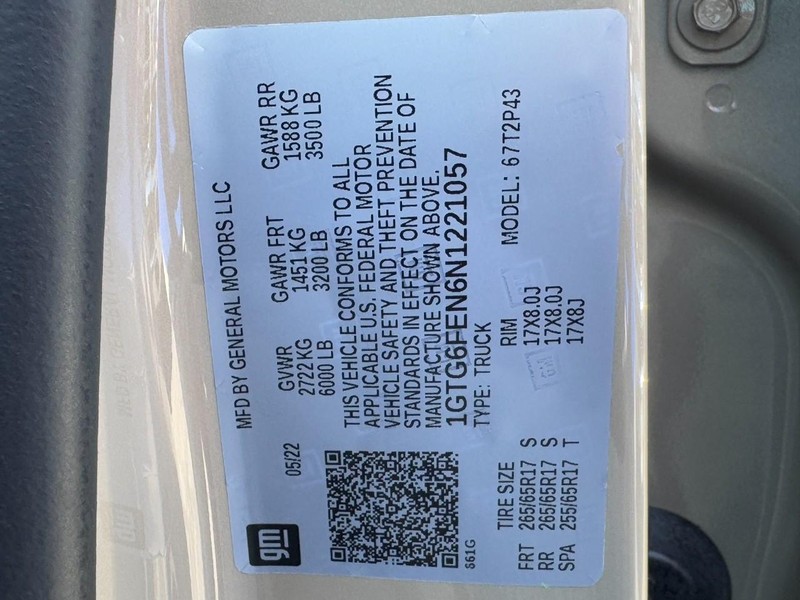 gm
05/22
MFD BY GENERAL MOTORS LLC
GVWR GAWR FRT GAWR RR
2722 KG 1451 KG 1588 KG
6000 LB 3200 LB 3500 LB
THIS VEHICLE CONFORMS TO ALL
APPLICABLE U.S. FEDERAL MOTOR
VEHICLE SAFETY AND THEFT PREVENTION
STANDARDS IN EFFECT ON THE DATE OF
MANUFACTURE SHOWN ABOVE.
1GTG6FEN6N1221057
TYPE: TRUCK MODEL: 67T2P43
S61G
TIRE SIZE RIM
FRT 265/65R17 S 17X8.0J
RR 265/65R17 S 17X8.0J
SPA 255/65R17 T 17X8J